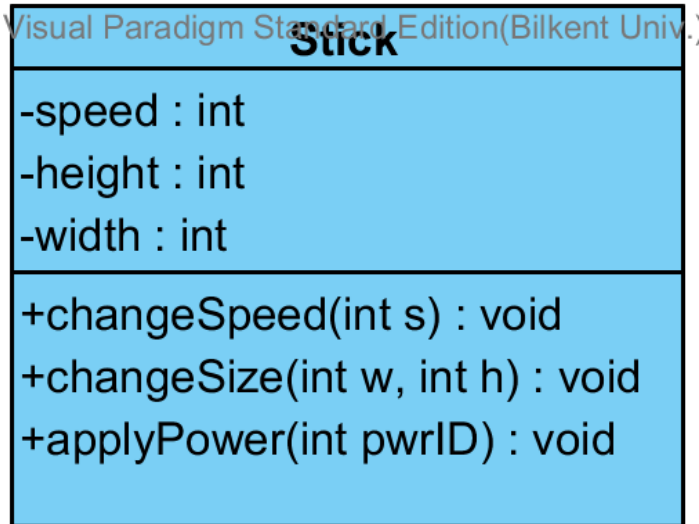 Visual Paradigm Standard Edition(Bilkent Univ.)
Stick
-speed : int
-height : int
-width : int
+changeSpeed(int s) : void
+changeSize(int w, int h) : void
+applyPower(int pwrID) : void